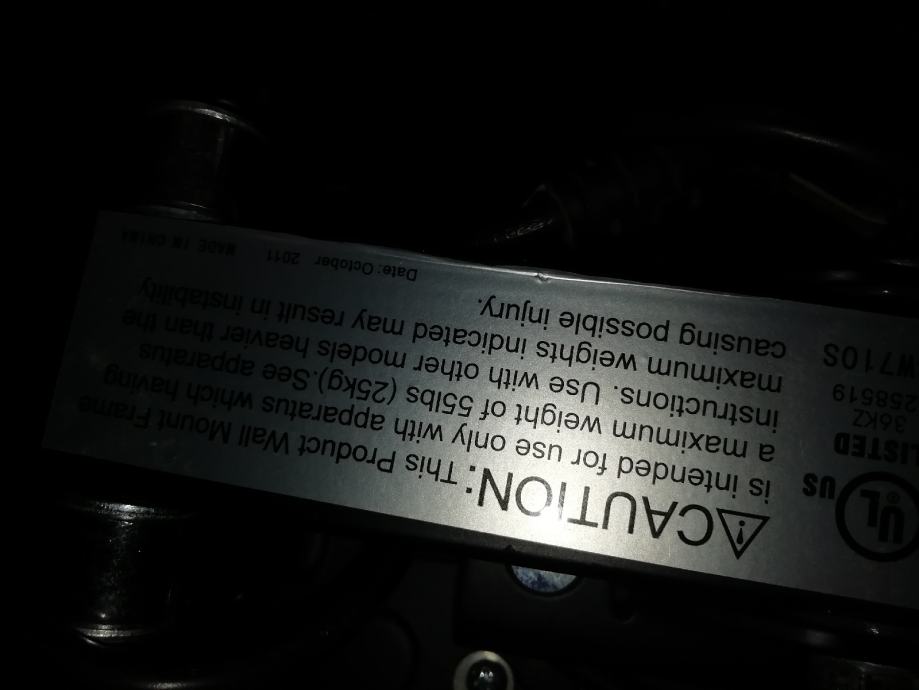 UL
®
US
LISTED
36KZ
258519
W710S
CAUTION: This Product Wall Mount Frame
is intended for use only with apparatus which having
a maximum weight of 55lbs (25kg).See apparatus
instructions. Use with other models heavier than the
maximum weights indicated may result in instability
causing possible injury.
Date:October 2011 MADE IN CHINA